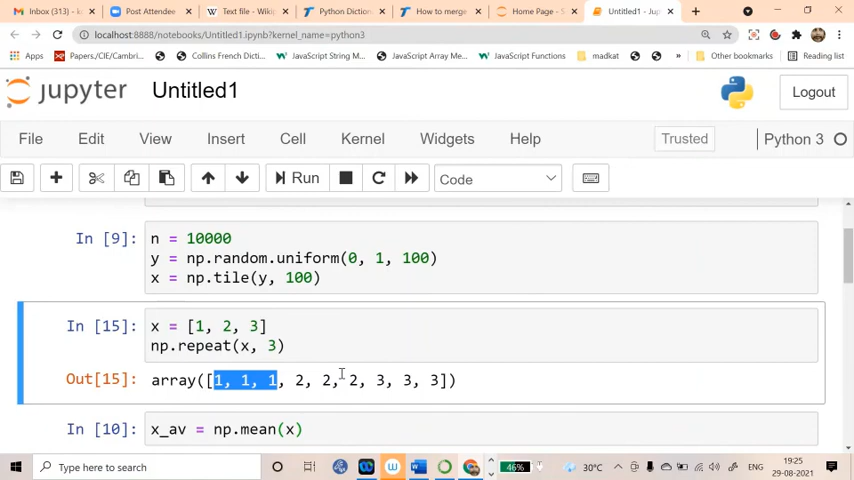 Inbox (313) - k
Post Attendee
Text file - Wikip
Python Diction
How to merge
Home Page - S
Untitled1 - Jup
localhost:8888/notebooks/Untitled1.ipynb?kernel_name=python3
Apps
Papers/CIE/Cambri...
Collins French Dict...
JavaScript String M...
JavaScript Functions
madkat
»
Other bookmarks
Reading list
jupyter Untitled1
Logout
File Edit View Insert Cell Kernel Widgets Help
Trusted
Python 3
Run
Code
In [9]:
n = 10000
y = np.random.uniform(0, 1, 100)
x = np.tile(y, 100)
In [15]:
x = [1, 2, 3]
np.repeat(x, 3)
Out[15]:
array([1, 1, 1, 2, 2, 2, 3, 3, 3])
In [10]:
x_av = np.mean(x)
Type here to search
46%
30°C
ENG
19:25
29-08-2021